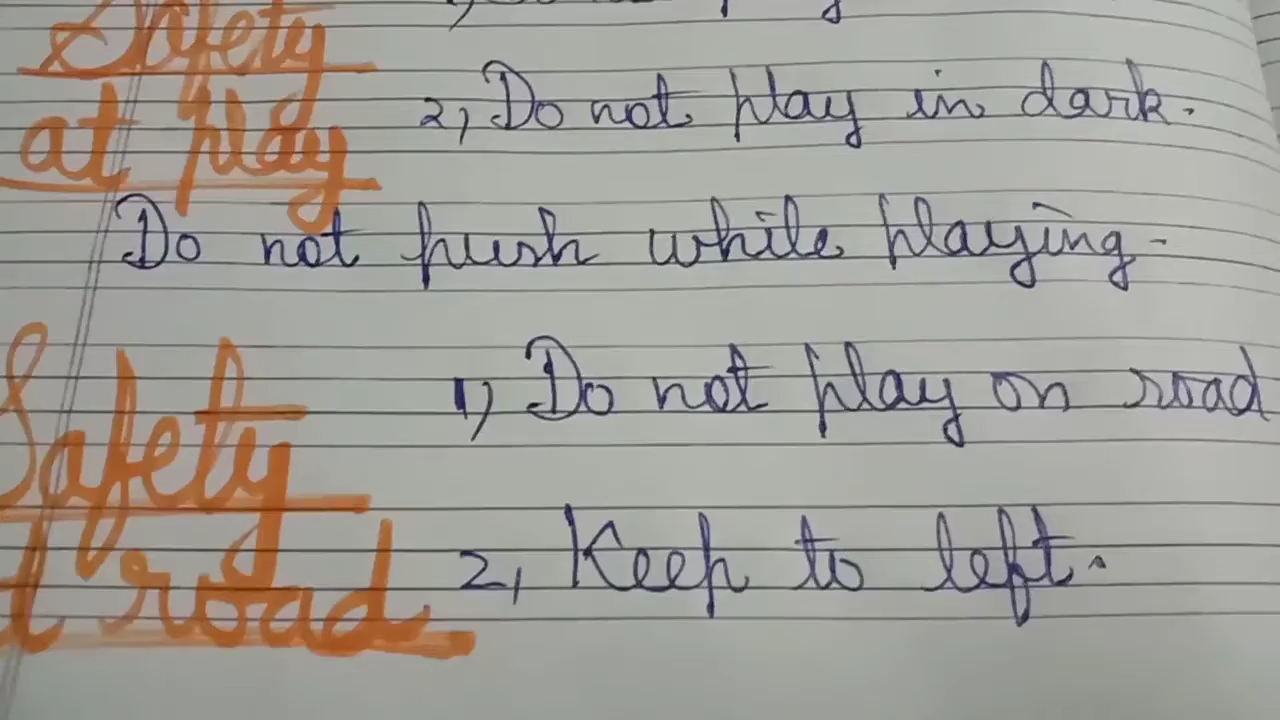 Safety
at play
2, Do not play in dark.
Do not push while playing.
Safety
road
1) Do not play on road
2, Keep to left.